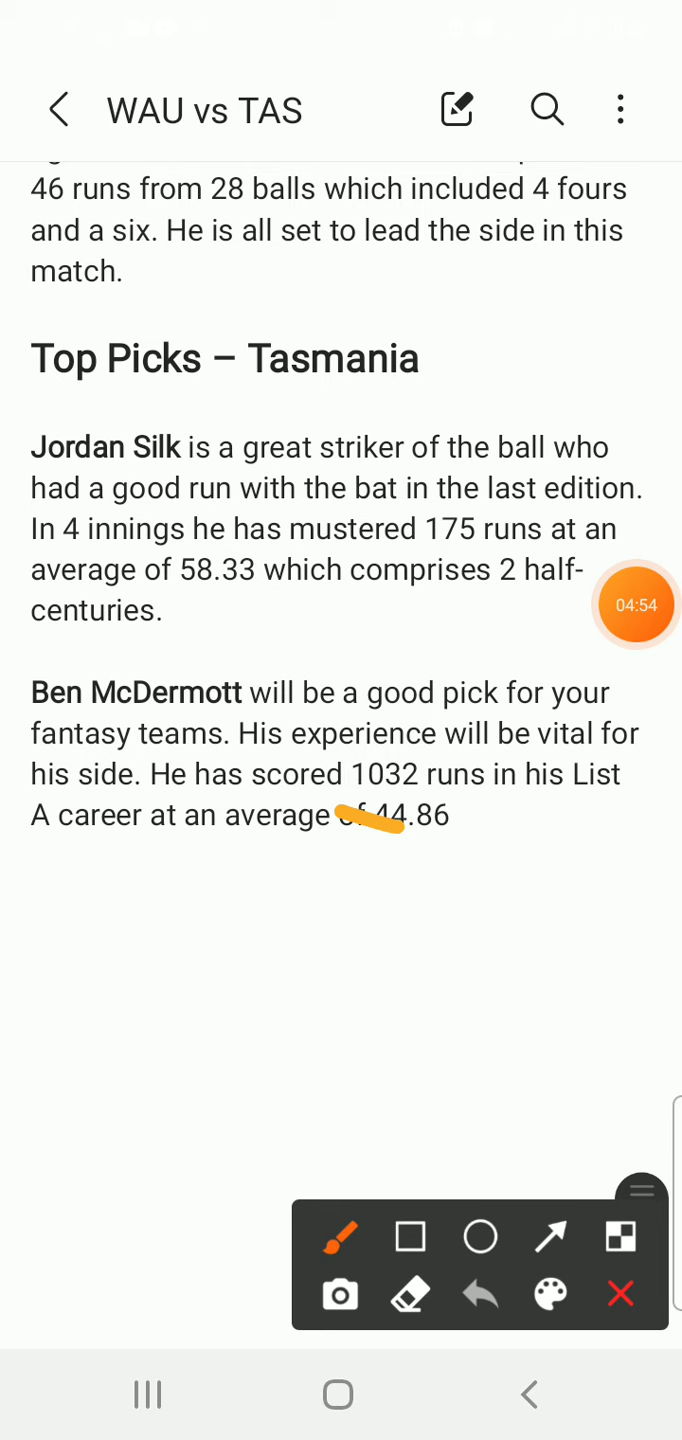 WAU vs TAS
46 runs from 28 balls which included 4 fours
and a six. He is all set to lead the side in this
match.
Top Picks – Tasmania
Jordan Silk is a great striker of the ball who
had a good run with the bat in the last edition.
In 4 innings he has mustered 175 runs at an
average of 58.33 which comprises 2 half-
centuries.
04:54
Ben McDermott will be a good pick for your
fantasy teams. His experience will be vital for
his side. He has scored 1032 runs in his List
A career at an average of 44.86